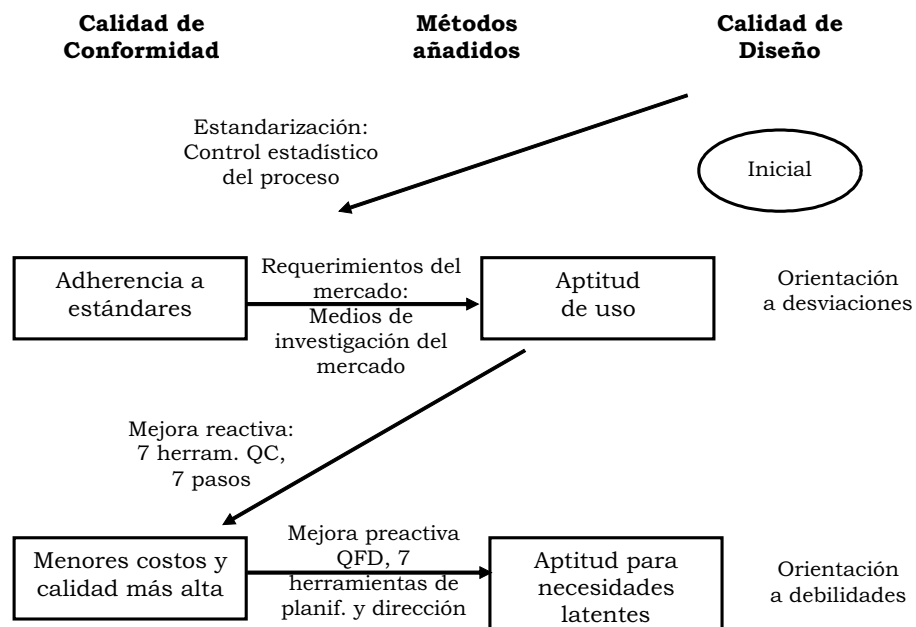 Calidad de
Conformidad
Métodos
añadidos
Calidad de
Diseño
Estandarización:
Control estadístico
del proceso
Inicial
Adherencia a
estándares
Requerimientos del
mercado:
Medios de
investigación del
mercado
Aptitud
de uso
Orientación
a desviaciones
Mejora reactiva:
7 herram. QC,
7 pasos
Menores costos y
calidad más alta
Mejora preactiva
QFD, 7
herramientas de
planif. y dirección
Aptitud para
necesidades
latentes
Orientación
a debilidades